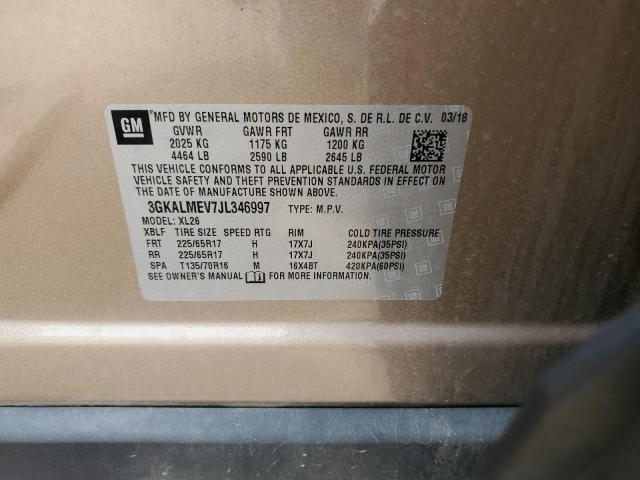 GM MFD BY GENERAL MOTORS DE MEXICO, S. DE R.L. DE C.V. 03/18
GVWR GAWR FRT GAWR RR
2025 KG 1175 KG 1200 KG
4464 LB 2590 LB 2645 LB
THIS VEHICLE CONFORMS TO ALL APPLICABLE U.S. FEDERAL MOTOR
VEHICLE SAFETY AND THEFT PREVENTION STANDARDS IN EFFECT ON
THE DATE OF MANUFACTURE SHOWN ABOVE.
3GKALMEV7JL346997 TYPE: M.P.V.
MODEL: XL26
XBLF TIRE SIZE SPEED RTG RIM COLD TIRE PRESSURE
FRT 225/65R17 H 17X7J 240KPA(35PSI)
RR 225/65R17 H 17X7J 240KPA(35PSI)
SPA T135/70R16 M 16X4BT 420KPA(60PSI)
SEE OWNER'S MANUAL FOR MORE INFORMATION.